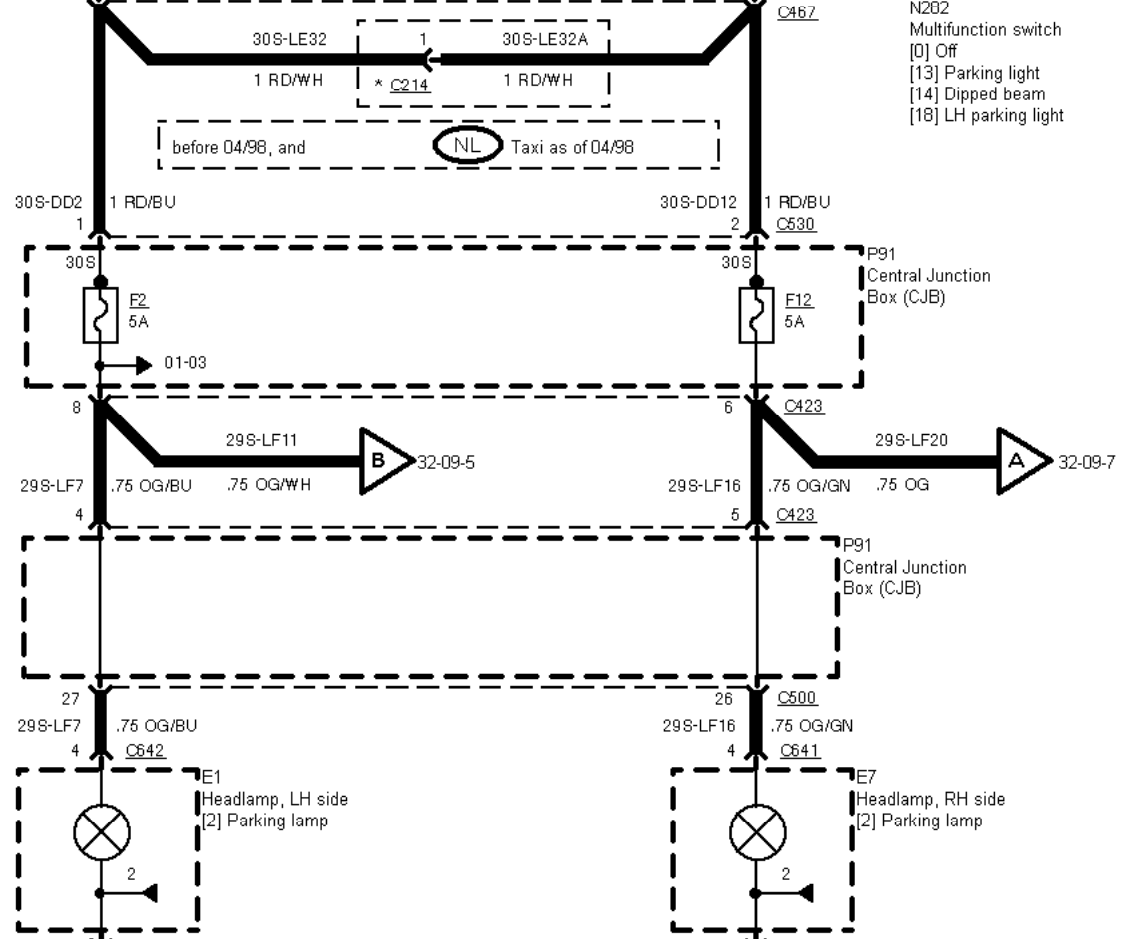 C467
N202
Multifunction switch
[0] Off
[13] Parking light
[14] Dipped beam
[18] LH parking light
30S-LE32 1 30S-LE32A
1 RD/WH * C214 1 RD/WH
before 04/98, and NL Taxi as of 04/98
30S-DD2 1 RD/BU 30S-DD12 1 RD/BU
1 2 C530
30S 30S
P91
Central Junction
Box (CJB)
F2 F12
5A 5A
01-03
8 6 C423
29S-LF11 29S-LF20
B 32-09-5 A 32-09-7
29S-LF7 .75 OG/BU .75 OG/WH 29S-LF16 .75 OG/GN .75 OG
4 5 C423
P91
Central Junction
Box (CJB)
27 26 C500
29S-LF7 .75 OG/BU 29S-LF16 .75 OG/GN
4 C642 4 C641
E1
Headlamp, LH side
[2] Parking lamp
E7
Headlamp, RH side
[2] Parking lamp
2 2